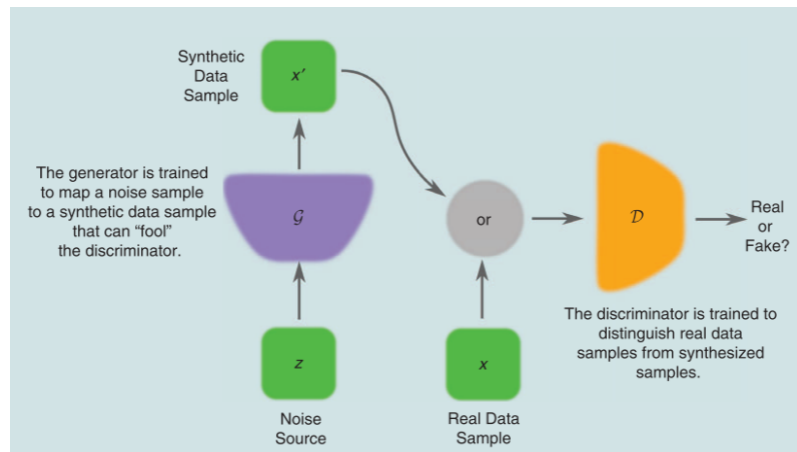 Synthetic
Data
Sample
x′
The generator is trained
to map a noise sample
to a synthetic data sample
that can “fool”
the discriminator.
𝒢
or
𝒟
Real
or
Fake?
The discriminator is trained to
distinguish real data
samples from synthesized
samples.
z
x
Noise
Source
Real Data
Sample